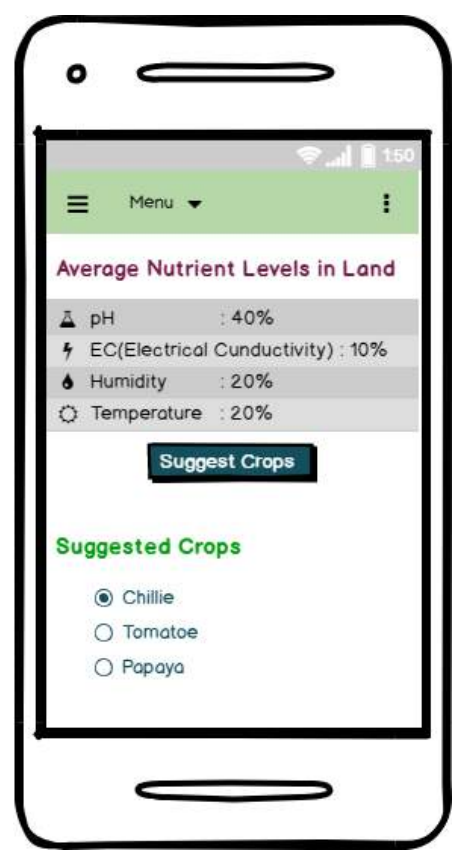 1:50
Menu
Average Nutrient Levels in Land
pH : 40%
EC(Electrical Cunductivity) : 10%
Humidity : 20%
Temperature : 20%
Suggest Crops
Suggested Crops
Chillie
Tomatoe
Papaya